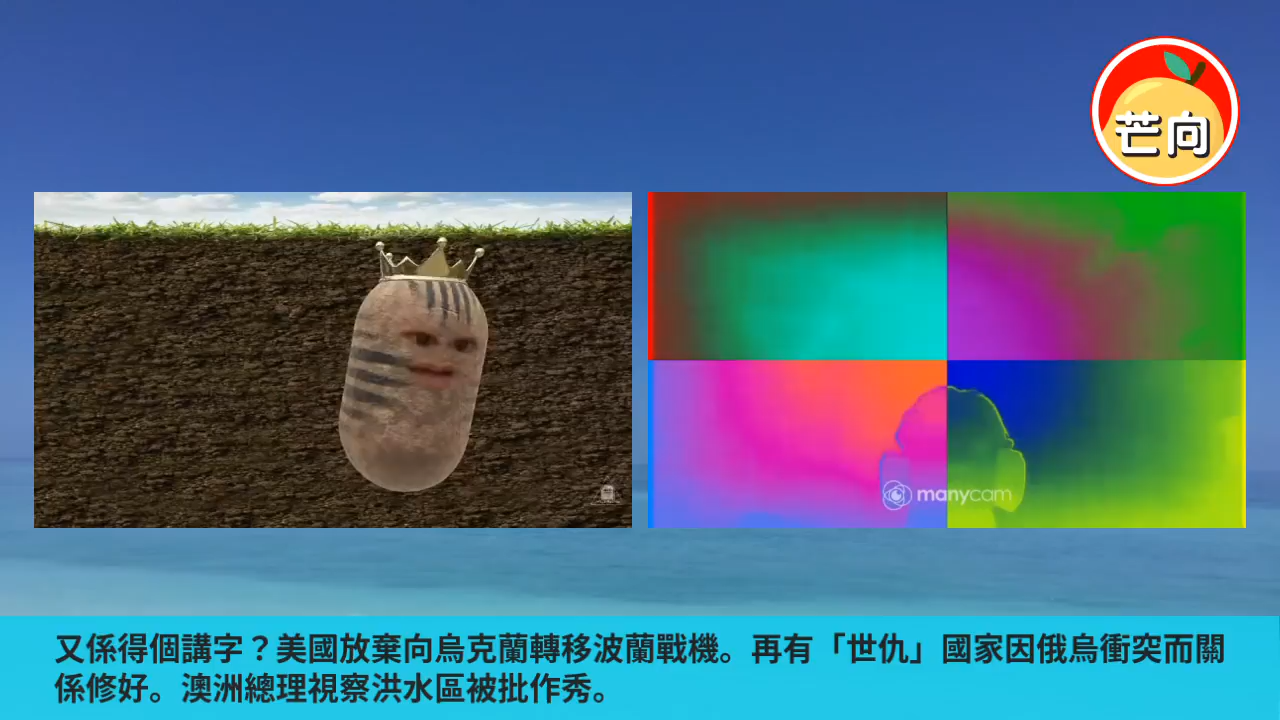 芒向
manycam
又係得個講字？美國放棄向烏克蘭轉移波蘭戰機。再有「世仇」國家因俄烏衝突而關
係修好。澳洲總理視察洪水區被批作秀。